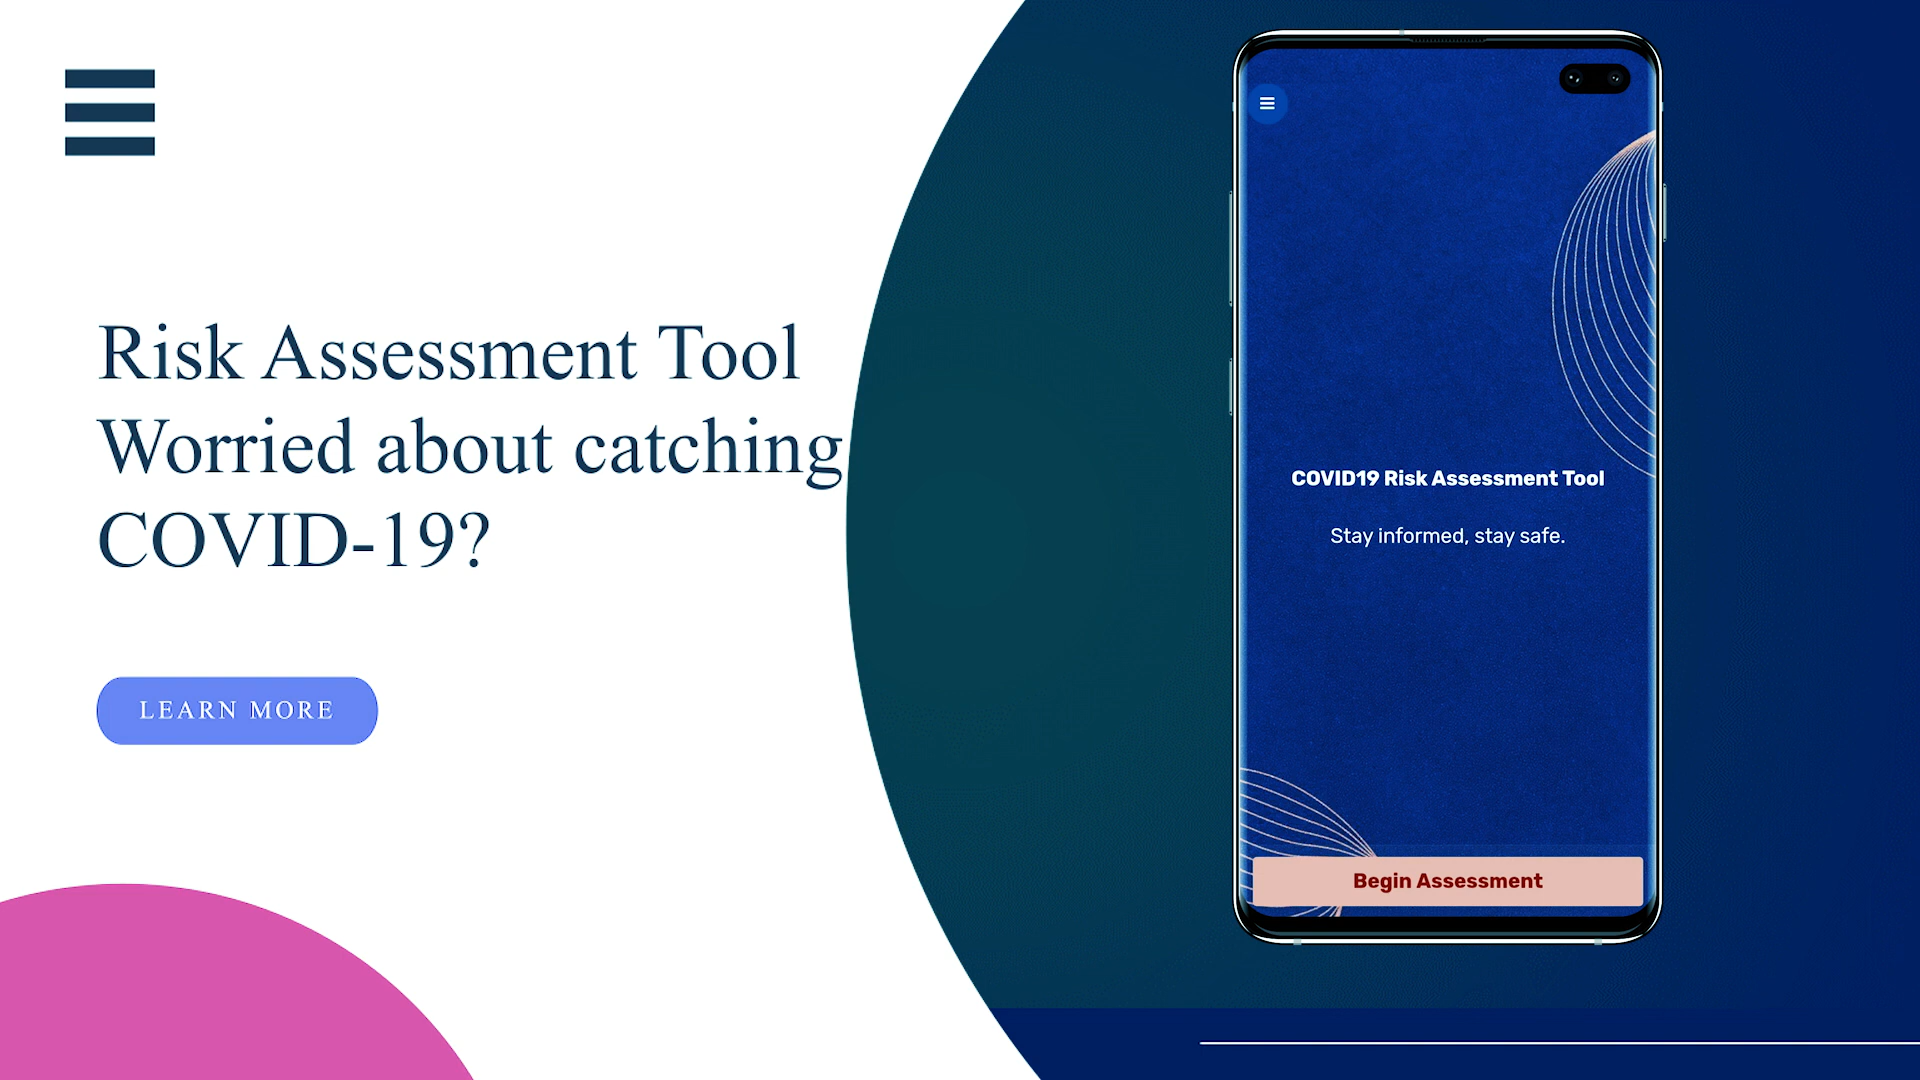 Risk Assessment Tool
Worried about catching
COVID-19?
LEARN MORE
COVID19 Risk Assessment Tool
Stay informed, stay safe.
Begin Assessment